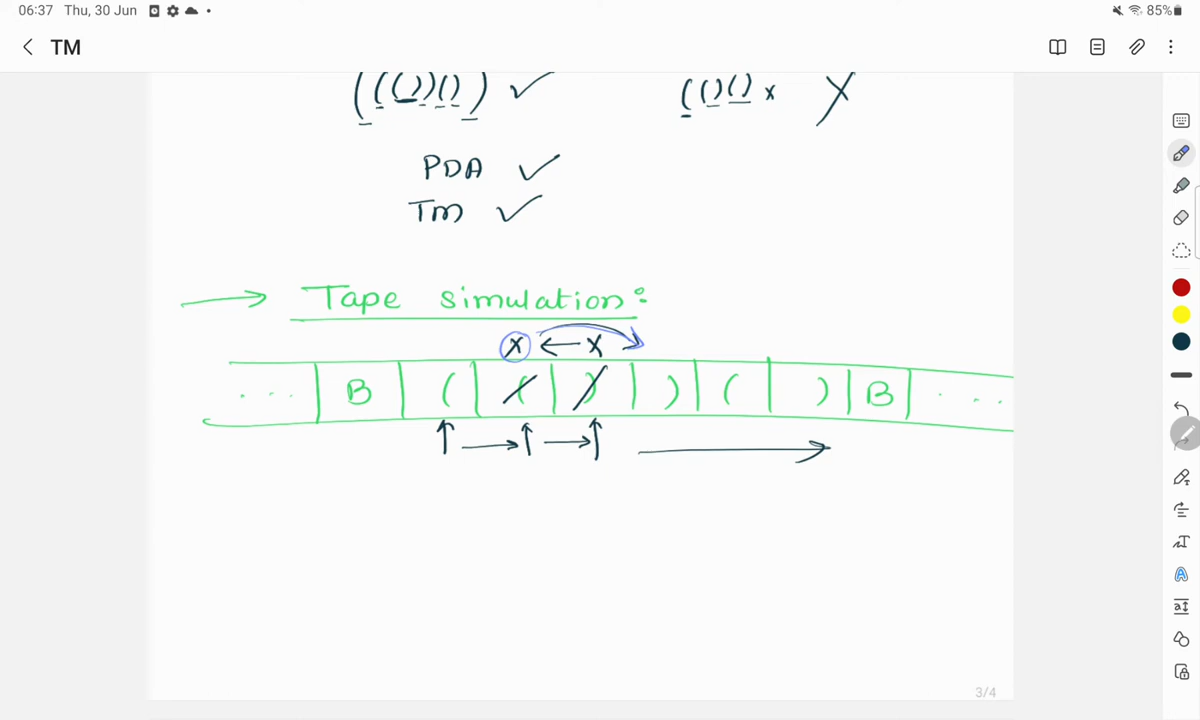 06:37 Thu, 30 Jun 85%
TM
(((())()) ✓ (()() x X
PDA ✓
Tm ✓
→ Tape simulation:
x ← x
... B ( ( ) ) ( ) B ...
3/4